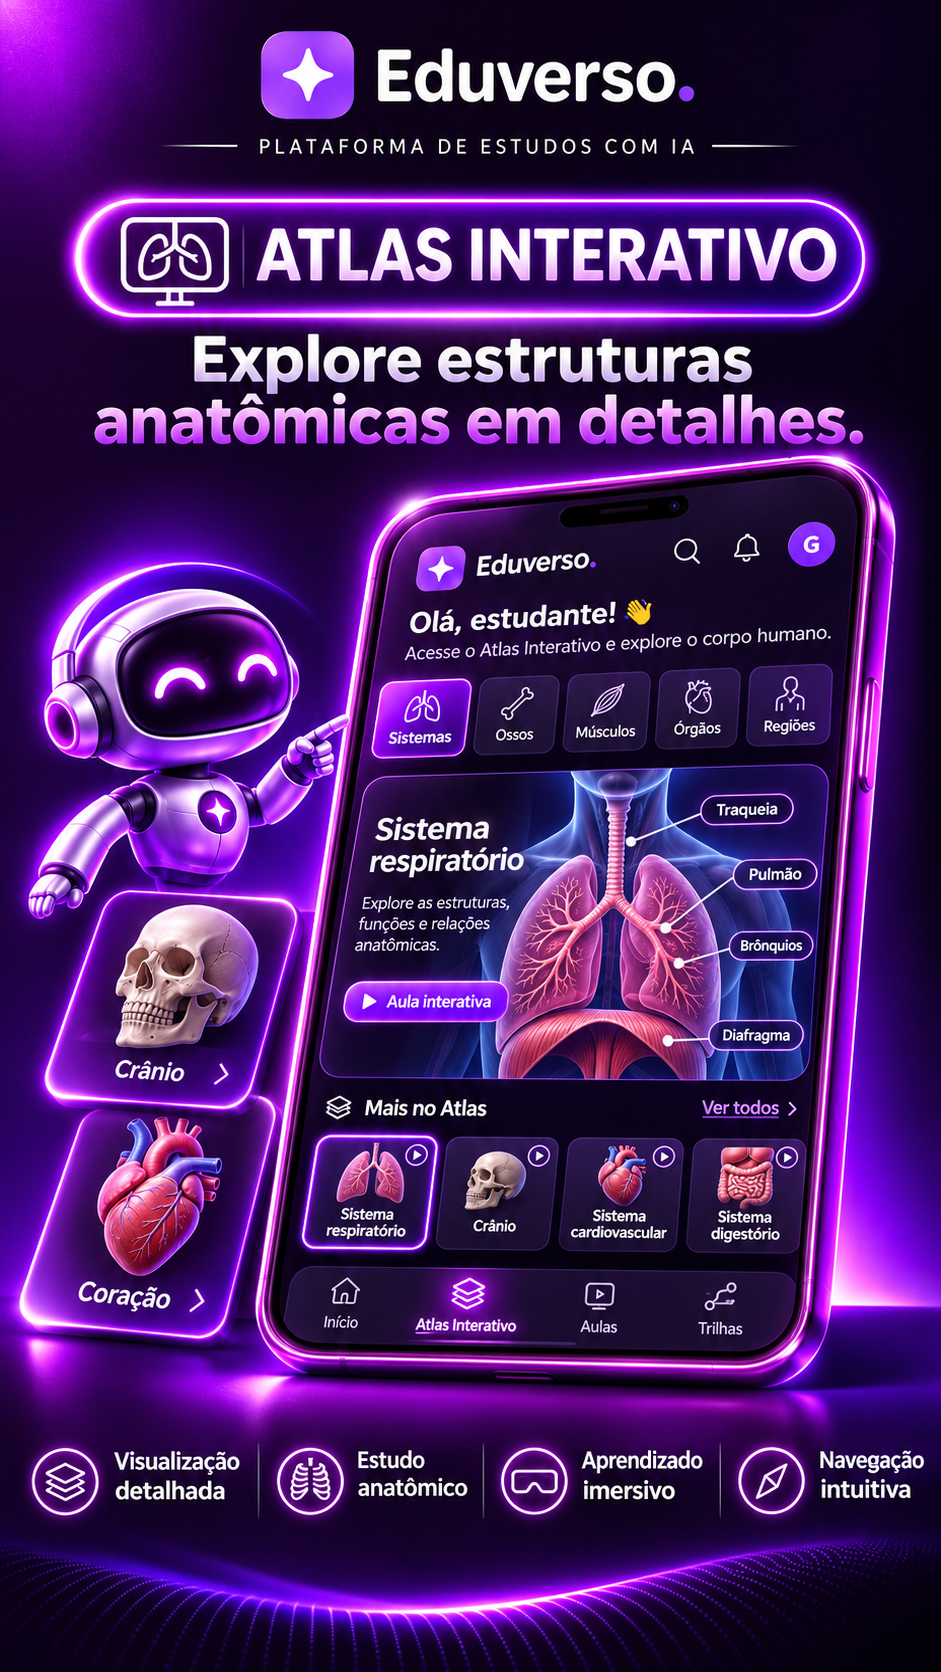 Eduverso.
PLATAFORMA DE ESTUDOS COM IA
ATLAS INTERATIVO
Explore estruturas
anatômicas em detalhes.
Eduverso.
G
Olá, estudante! 👋
Acesse o Atlas Interativo e explore o corpo humano.
Sistemas
Ossos
Músculos
Órgãos
Regiões
Sistema
respiratório
Explore as estruturas,
funções e relações
anatômicas.
Aula interativa
Traqueia
Pulmão
Brônquios
Diafragma
Crânio
Coração
Mais no Atlas
Ver todos
Sistema
respiratório
Crânio
Sistema
cardiovascular
Sistema
digestório
Início
Atlas Interativo
Aulas
Trilhas
Visualização
detalhada
Estudo
anatômico
Aprendizado
imersivo
Navegação
intuitiva